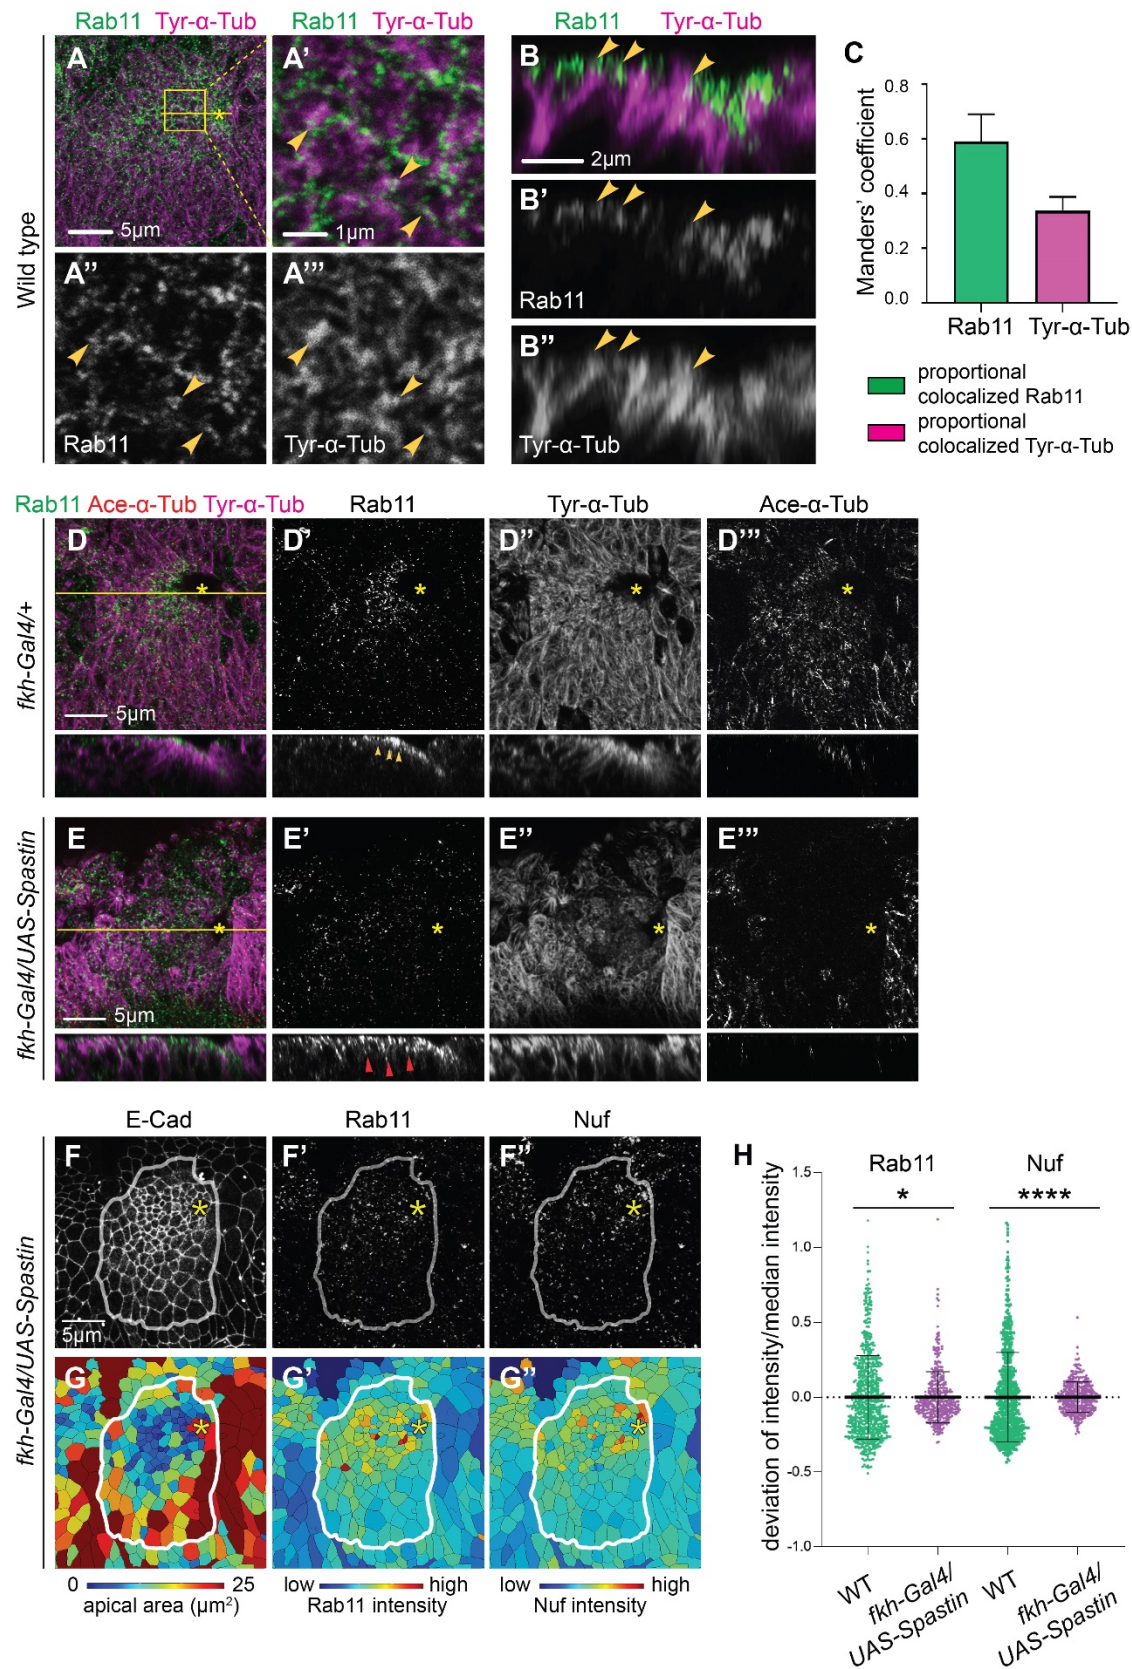 Rab11 Tyr-α-Tub
Rab11 Tyr-α-Tub
Rab11 Tyr-α-Tub
Wild type
A
*
5µm
A’
1µm
A’’
Rab11
A’’’
Tyr-α-Tub
B
2µm
B’
Rab11
B’’
Tyr-α-Tub
C
Manders’ coefficient
0.8
0.6
0.4
0.2
0.0
Rab11 Tyr-α-Tub
proportional
colocalized Rab11
proportional
colocalized Tyr-α-Tub
Rab11 Ace-α-Tub Tyr-α-Tub
Rab11
Tyr-α-Tub
Ace-α-Tub
fkh-Gal4/+
D
*
5µm
D’
*
D’’
*
D’’’
*
fkh-Gal4/UAS-Spastin
E
*
5µm
E’
*
E’’
*
E’’’
*
E-Cad
Rab11
Nuf
fkh-Gal4/UAS-Spastin
F
*
5µm
F’
*
F’’
*
G
*
G’
*
G’’
*
0 25
apical area (µm²)
low high
Rab11 intensity
low high
Nuf intensity
H
Rab11 Nuf
* ****
deviation of intensity/median intensity
1.5
1.0
0.5
0.0
-0.5
-1.0
WT
fkh-Gal4/
UAS-Spastin
WT
fkh-Gal4/
UAS-Spastin